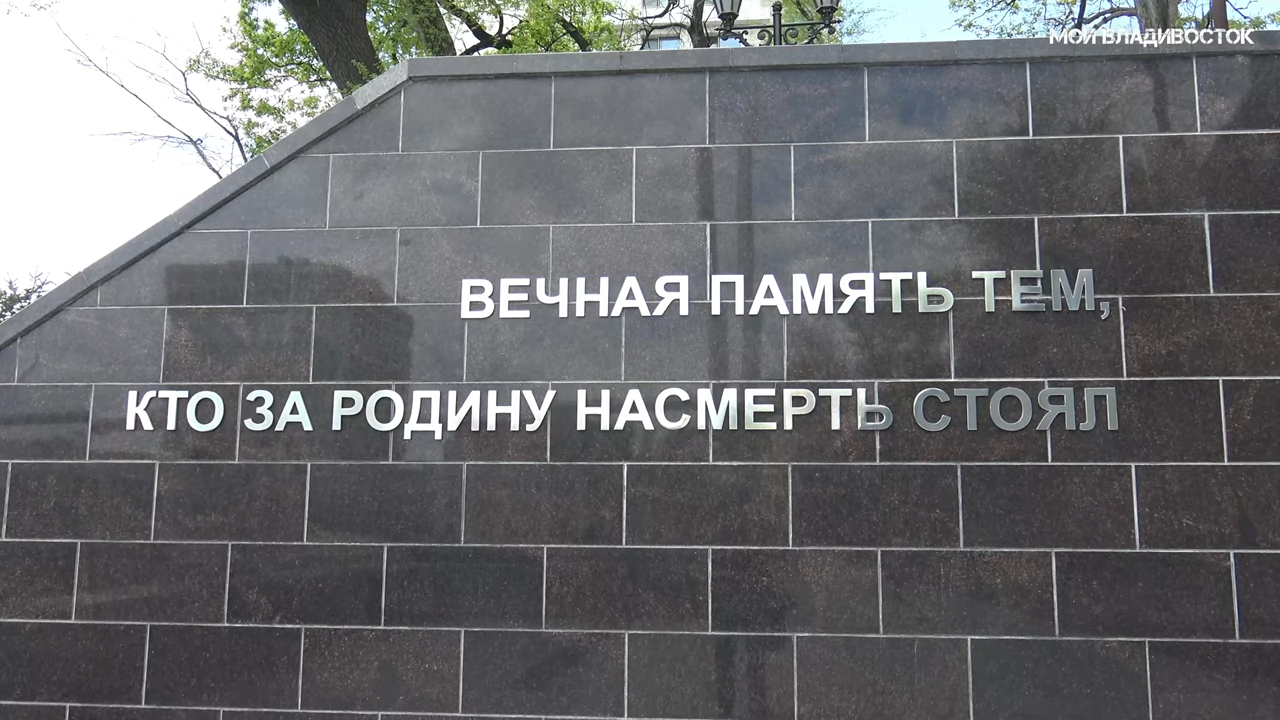 МОЙ ВЛАДИВОСТОК
ВЕЧНАЯ ПАМЯТЬ ТЕМ,
КТО ЗА РОДИНУ НАСМЕРТЬ СТОЯЛ